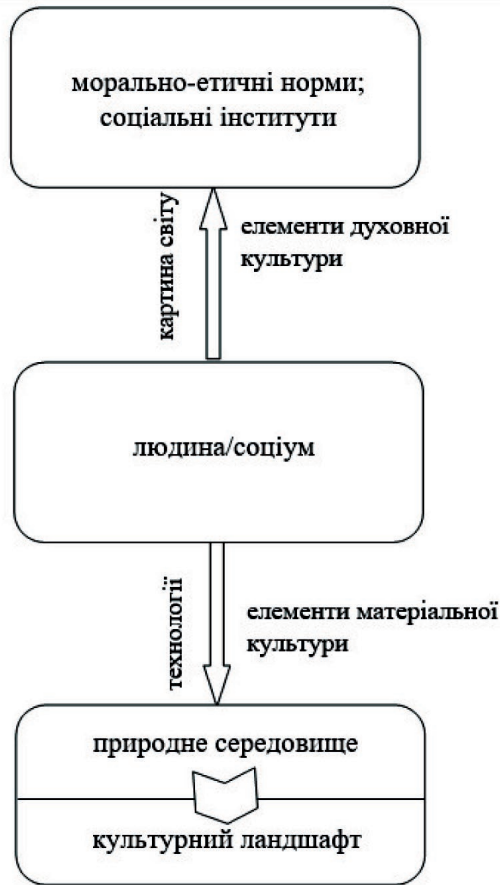 морально-етичні норми;
соціальні інститути
картина світу
елементи духовної
культури
людина/соціум
технології
елементи матеріальної
культури
природне середовище
культурний ландшафт